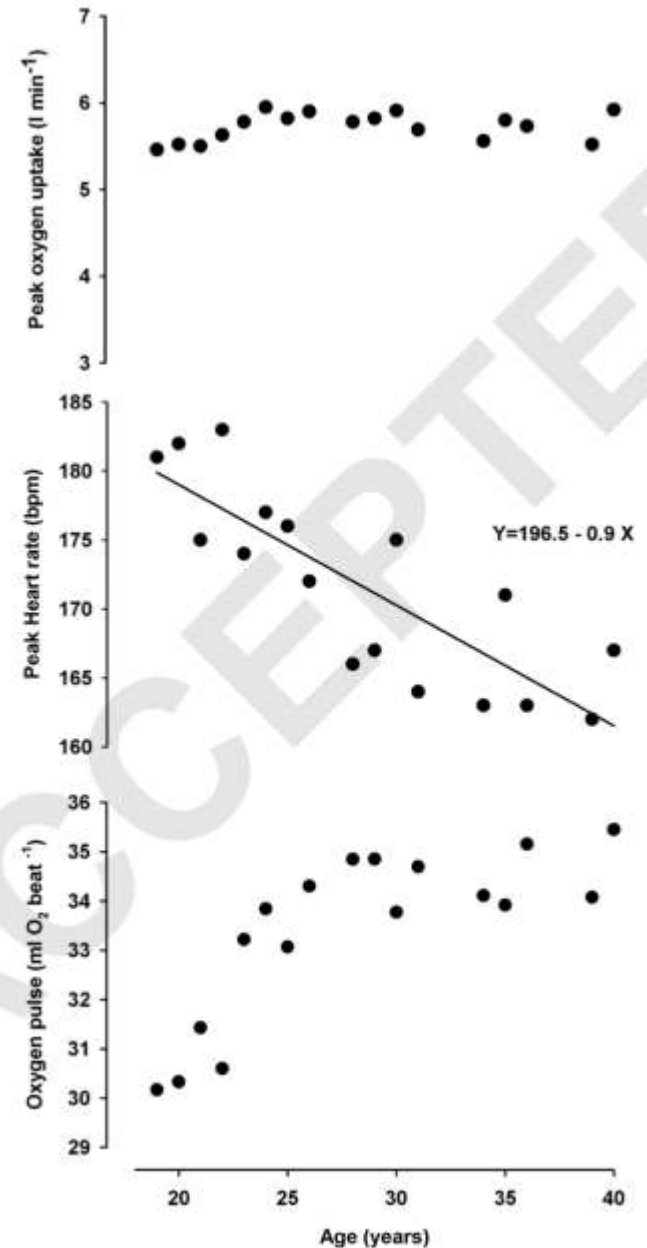 7
6
5
4
3
Peak oxygen uptake (l min⁻¹)
185
180
175
170
165
160
Peak Heart rate (bpm)
Y=196.5 - 0.9 X
36
35
34
33
32
31
30
29
Oxygen pulse (ml O₂ beat ⁻¹)
20 25 30 35 40
Age (years)
CCEPTE